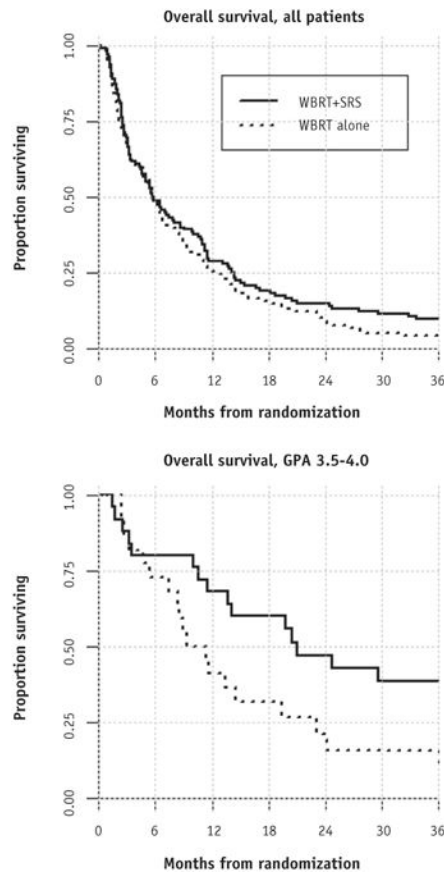 Overall survival, all patients
1.00
0.75
0.50
0.25
0.00
Proportion surviving
WBRT+SRS
WBRT alone
0 6 12 18 24 30 36
Months from randomization
Overall survival, GPA 3.5-4.0
1.00
0.75
0.50
0.25
0.00
Proportion surviving
0 6 12 18 24 30 36
Months from randomization